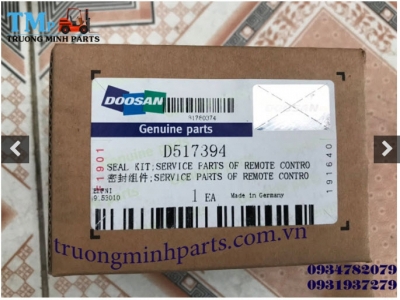 TM
TRUONG MINH PARTS
DOOSAN
Genuine parts
D517394
SEAL KIT;SERVICE PARTS OF REMOTE CONTRO
密封组件;SERVICE PARTS OF REMOTE CONTRO
1 EA
Made in Germany
191640
truongminhparts.com.vn
0934782079
0931937279